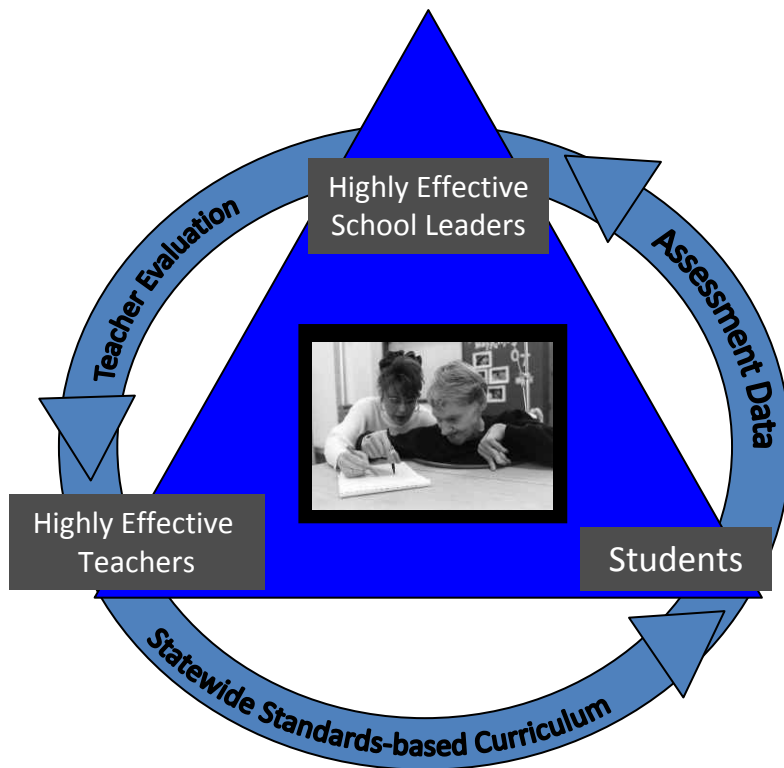 Highly Effective
School Leaders
Teacher Evaluation
Assessment Data
Highly Effective
Teachers
Students
Statewide Standards-based Curriculum